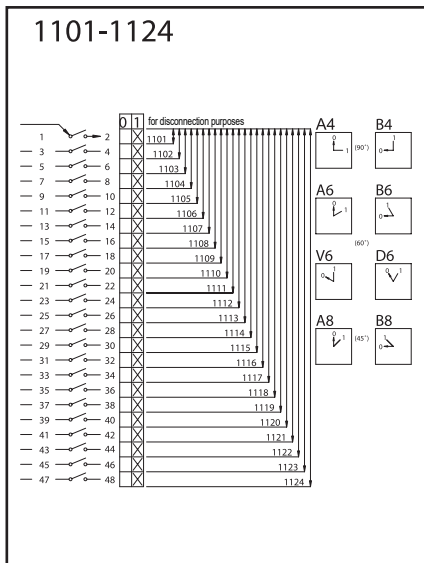 1101-1124
0 1 for disconnection purposes
A4 B4
0 1 (90°) 0 1
A6 B6
0 1 0 1
(60°)
V6 D6
0 1 0 1
A8 B8
0 1 (45°) 0 1
1 2 1101
3 4 1102
5 6 1103
7 8 1104
9 10 1105
11 12 1106
13 14 1107
15 16 1108
17 18 1109
19 20 1110
21 22 1111
23 24 1112
25 26 1113
27 28 1114
29 30 1115
31 32 1116
33 34 1117
35 36 1118
37 38 1119
39 40 1120
41 42 1121
43 44 1122
45 46 1123
47 48 1124